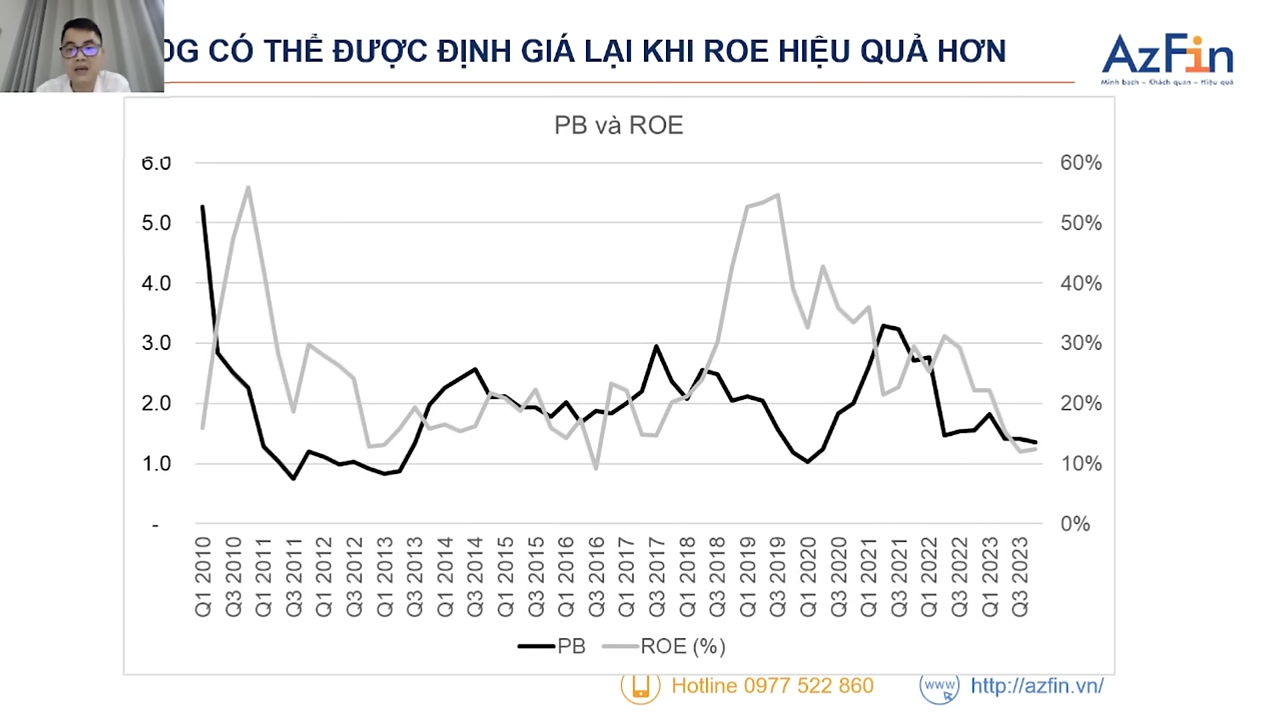 0G CÓ THỂ ĐƯỢC ĐỊNH GIÁ LẠI KHI ROE HIỆU QUẢ HƠN
AzFin
Minh bạch – Khách quan – Hiệu quả
PB và ROE
6.0
5.0
4.0
3.0
2.0
1.0
-
60%
50%
40%
30%
20%
10%
0%
Q1 2010
Q3 2010
Q1 2011
Q3 2011
Q1 2012
Q3 2012
Q1 2013
Q3 2013
Q1 2014
Q3 2014
Q1 2015
Q3 2015
Q1 2016
Q3 2016
Q1 2017
Q3 2017
Q1 2018
Q3 2018
Q1 2019
Q3 2019
Q1 2020
Q3 2020
Q1 2021
Q3 2021
Q1 2022
Q3 2022
Q1 2023
Q3 2023
PB
ROE (%)
Hotline 0977 522 860
www
http://azfin.vn/